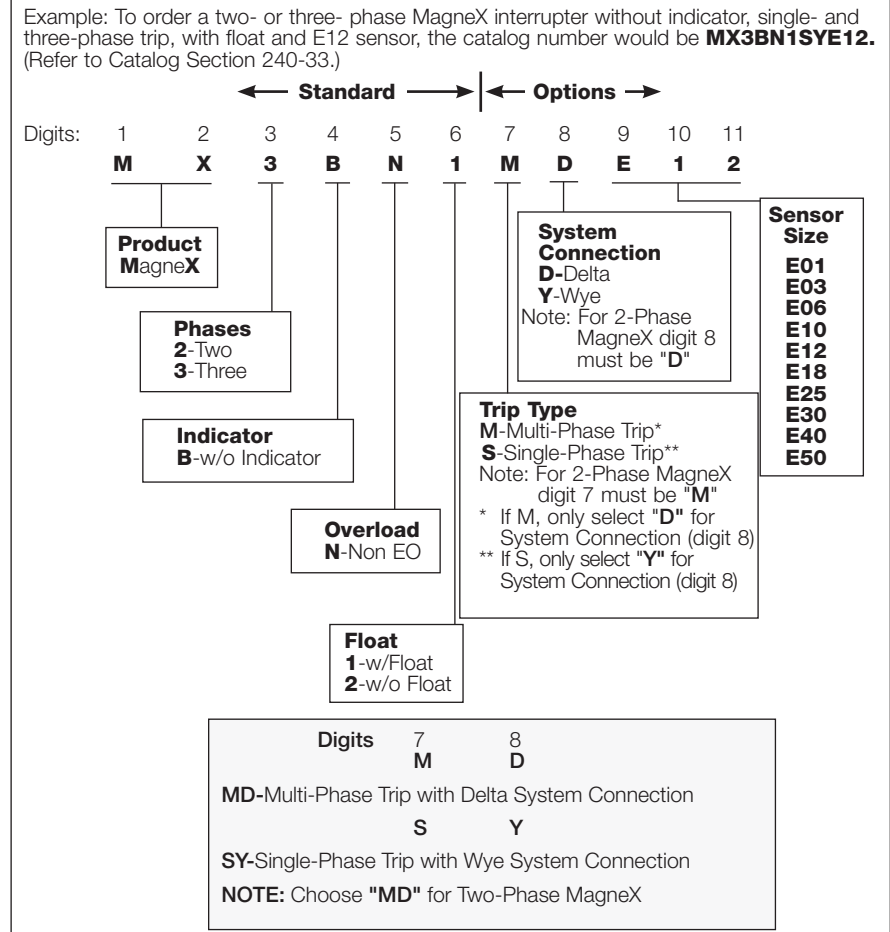 Example: To order a two- or three- phase MagneX interrupter without indicator, single- and
three-phase trip, with float and E12 sensor, the catalog number would be MX3BN1SYE12.
(Refer to Catalog Section 240-33.)
Standard Options
Digits: 1 2 3 4 5 6 7 8 9 10 11
M X 3 B N 1 M D E 1 2
Product
MagneX
Phases
2-Two
3-Three
Indicator
B-w/o Indicator
Overload
N-Non EO
Float
1-w/Float
2-w/o Float
Trip Type
M-Multi-Phase Trip*
S-Single-Phase Trip**
Note: For 2-Phase MagneX
digit 7 must be "M"
* If M, only select "D" for
System Connection (digit 8)
** If S, only select "Y" for
System Connection (digit 8)
System
Connection
D-Delta
Y-Wye
Note: For 2-Phase
MagneX digit 8
must be "D"
Sensor
Size
E01
E03
E06
E10
E12
E18
E25
E30
E40
E50
Digits 7 8
M D
MD-Multi-Phase Trip with Delta System Connection
S Y
SY-Single-Phase Trip with Wye System Connection
NOTE: Choose "MD" for Two-Phase MagneX